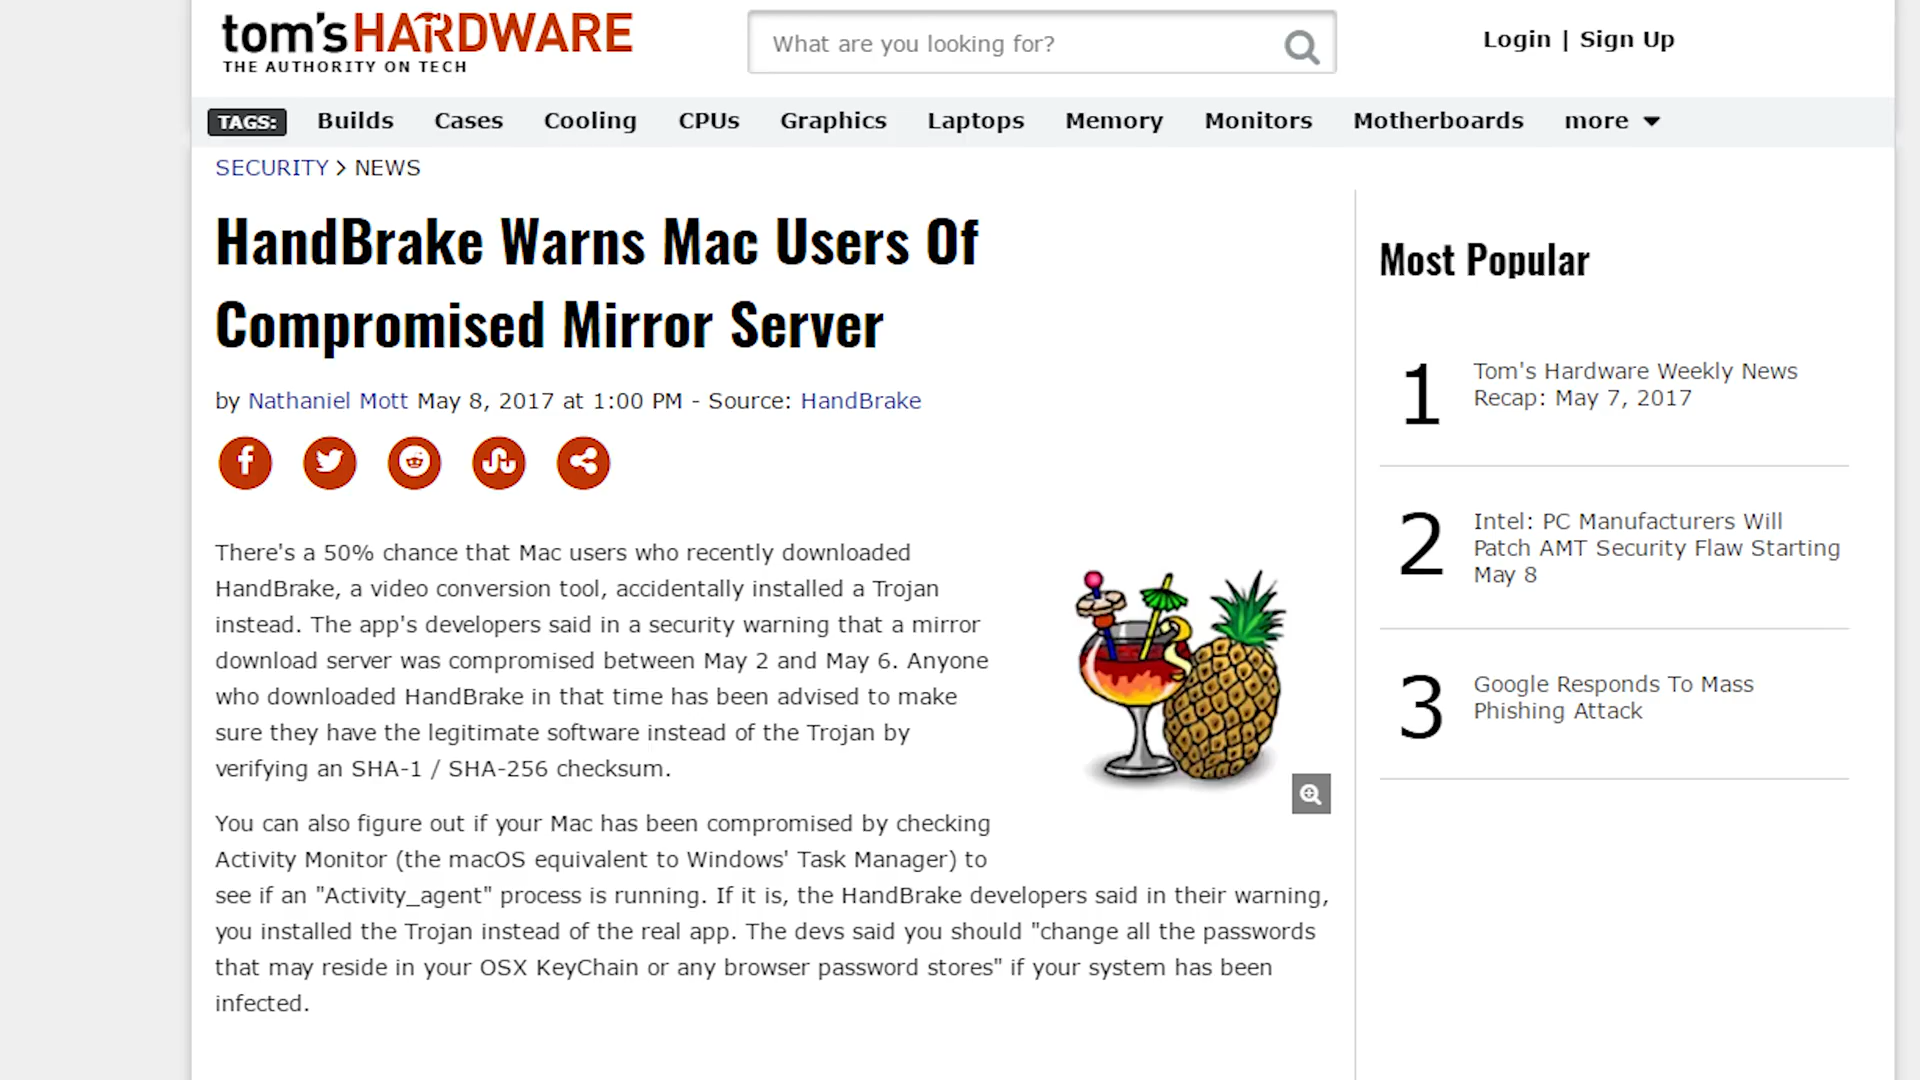 tom's HARDWARE
THE AUTHORITY ON TECH
What are you looking for?
Login | Sign Up
TAGS: Builds Cases Cooling CPUs Graphics Laptops Memory Monitors Motherboards more
SECURITY > NEWS
HandBrake Warns Mac Users Of
Compromised Mirror Server
by Nathaniel Mott May 8, 2017 at 1:00 PM - Source: HandBrake
There's a 50% chance that Mac users who recently downloaded
HandBrake, a video conversion tool, accidentally installed a Trojan
instead. The app's developers said in a security warning that a mirror
download server was compromised between May 2 and May 6. Anyone
who downloaded HandBrake in that time has been advised to make
sure they have the legitimate software instead of the Trojan by
verifying an SHA-1 / SHA-256 checksum.
You can also figure out if your Mac has been compromised by checking
Activity Monitor (the macOS equivalent to Windows' Task Manager) to
see if an "Activity_agent" process is running. If it is, the HandBrake developers said in their warning,
you installed the Trojan instead of the real app. The devs said you should "change all the passwords
that may reside in your OSX KeyChain or any browser password stores" if your system has been
infected.
Most Popular
1
Tom's Hardware Weekly News
Recap: May 7, 2017
2
Intel: PC Manufacturers Will
Patch AMT Security Flaw Starting
May 8
3
Google Responds To Mass
Phishing Attack